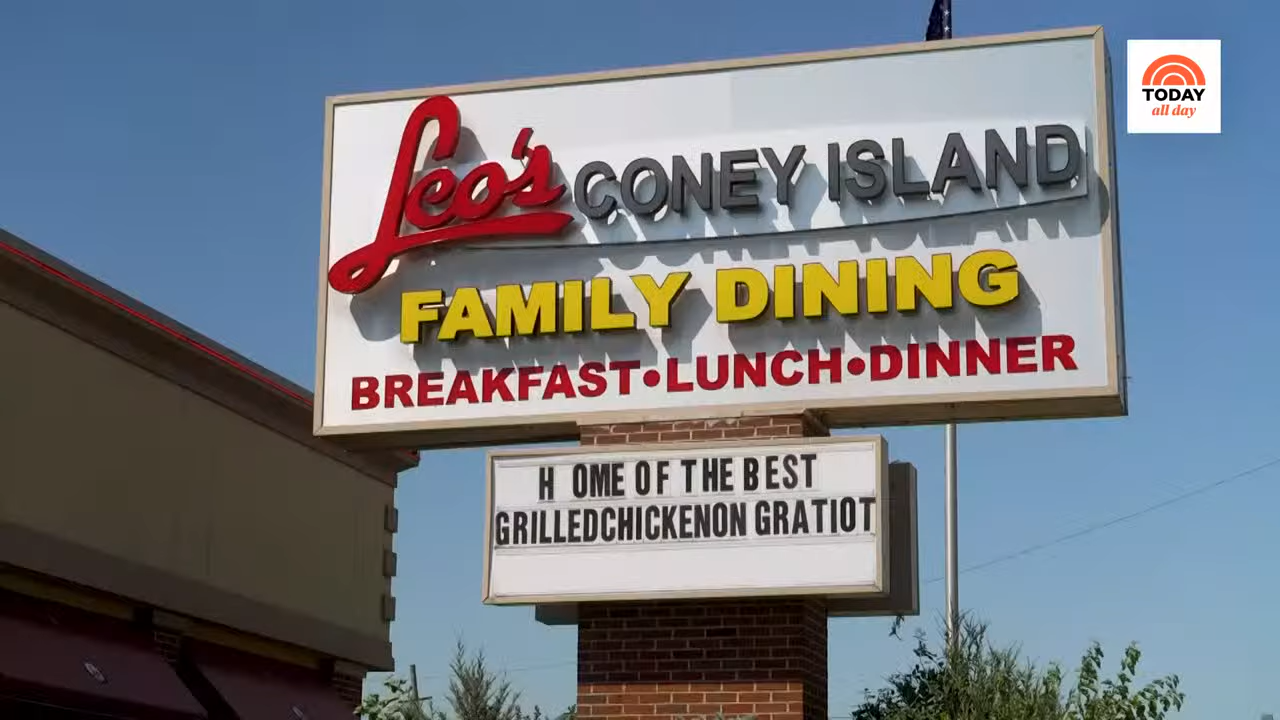 TODAY
all day
Leo's CONEY ISLAND
FAMILY DINING
BREAKFAST•LUNCH•DINNER
H OME OF THE BEST
GRILLEDCHICKENON GRATIOT